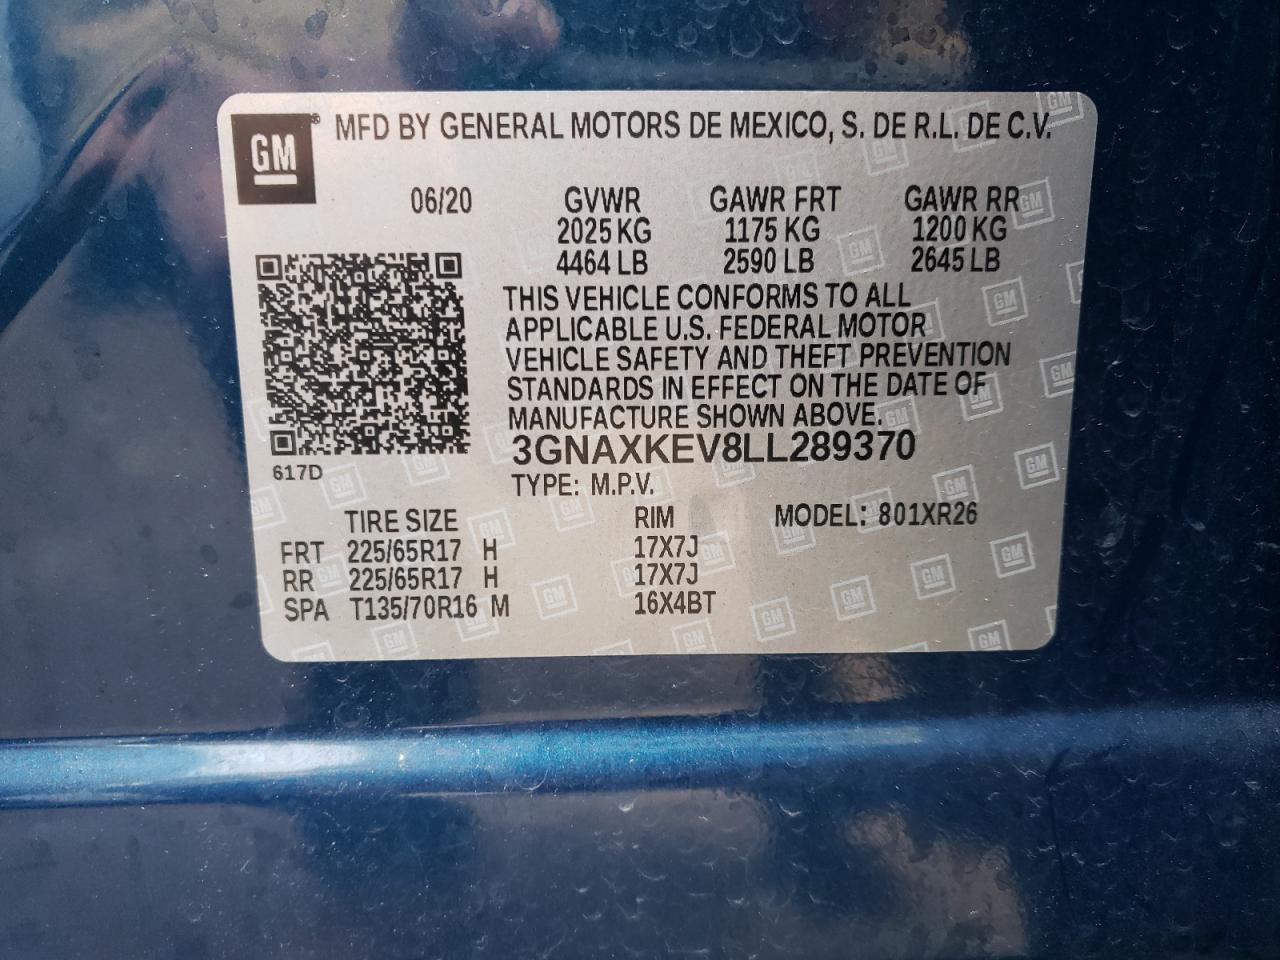 GM® MFD BY GENERAL MOTORS DE MEXICO, S. DE R.L. DE C.V.
06/20 GVWR GAWR FRT GAWR RR
2025 KG 1175 KG 1200 KG
4464 LB 2590 LB 2645 LB
THIS VEHICLE CONFORMS TO ALL
APPLICABLE U.S. FEDERAL MOTOR
VEHICLE SAFETY AND THEFT PREVENTION
STANDARDS IN EFFECT ON THE DATE OF
MANUFACTURE SHOWN ABOVE.
3GNAXKEV8LL289370
617D
TYPE: M.P.V.
TIRE SIZE RIM MODEL: 801XR26
FRT 225/65R17 H 17X7J
RR 225/65R17 H 17X7J
SPA T135/70R16 M 16X4BT